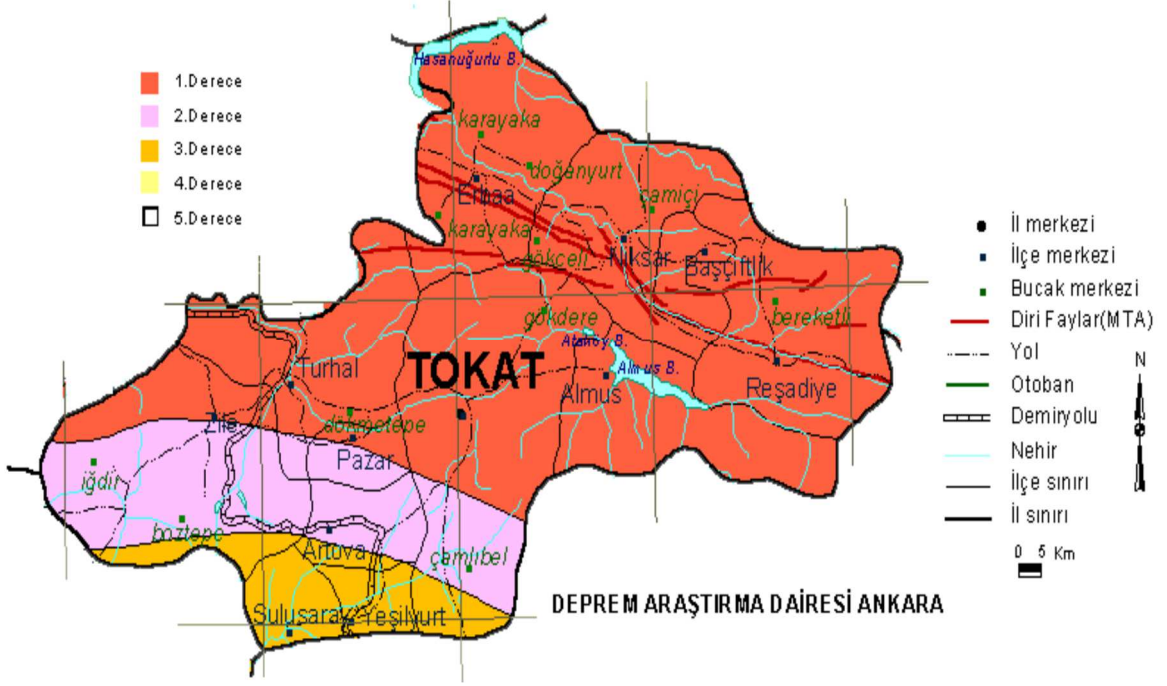 1.Derece
2.Derece
3.Derece
4.Derece
5.Derece
Hasanuğurlu B.
karayaka
doğanyurt
Erbaa
çamiçi
karayaka
gökçeli
Niksar
Başçiftlik
gökdere
bereketli
Ataköy B.
Turhal
TOKAT
Almus B.
Almus
Reşadiye
Zile
dökmetepe
Pazar
iğdir
boztepe
Artova
çamlıbel
Sulusaray
Yeşilyurt
İl merkezi
İlçe merkezi
Bucak merkezi
Diri Faylar(MTA)
Yol
Otoban
Demiryolu
Nehir
İlçe sınırı
İl sınırı
N
0 5 Km
DEPREM ARAŞTIRMA DAİRESİ ANKARA